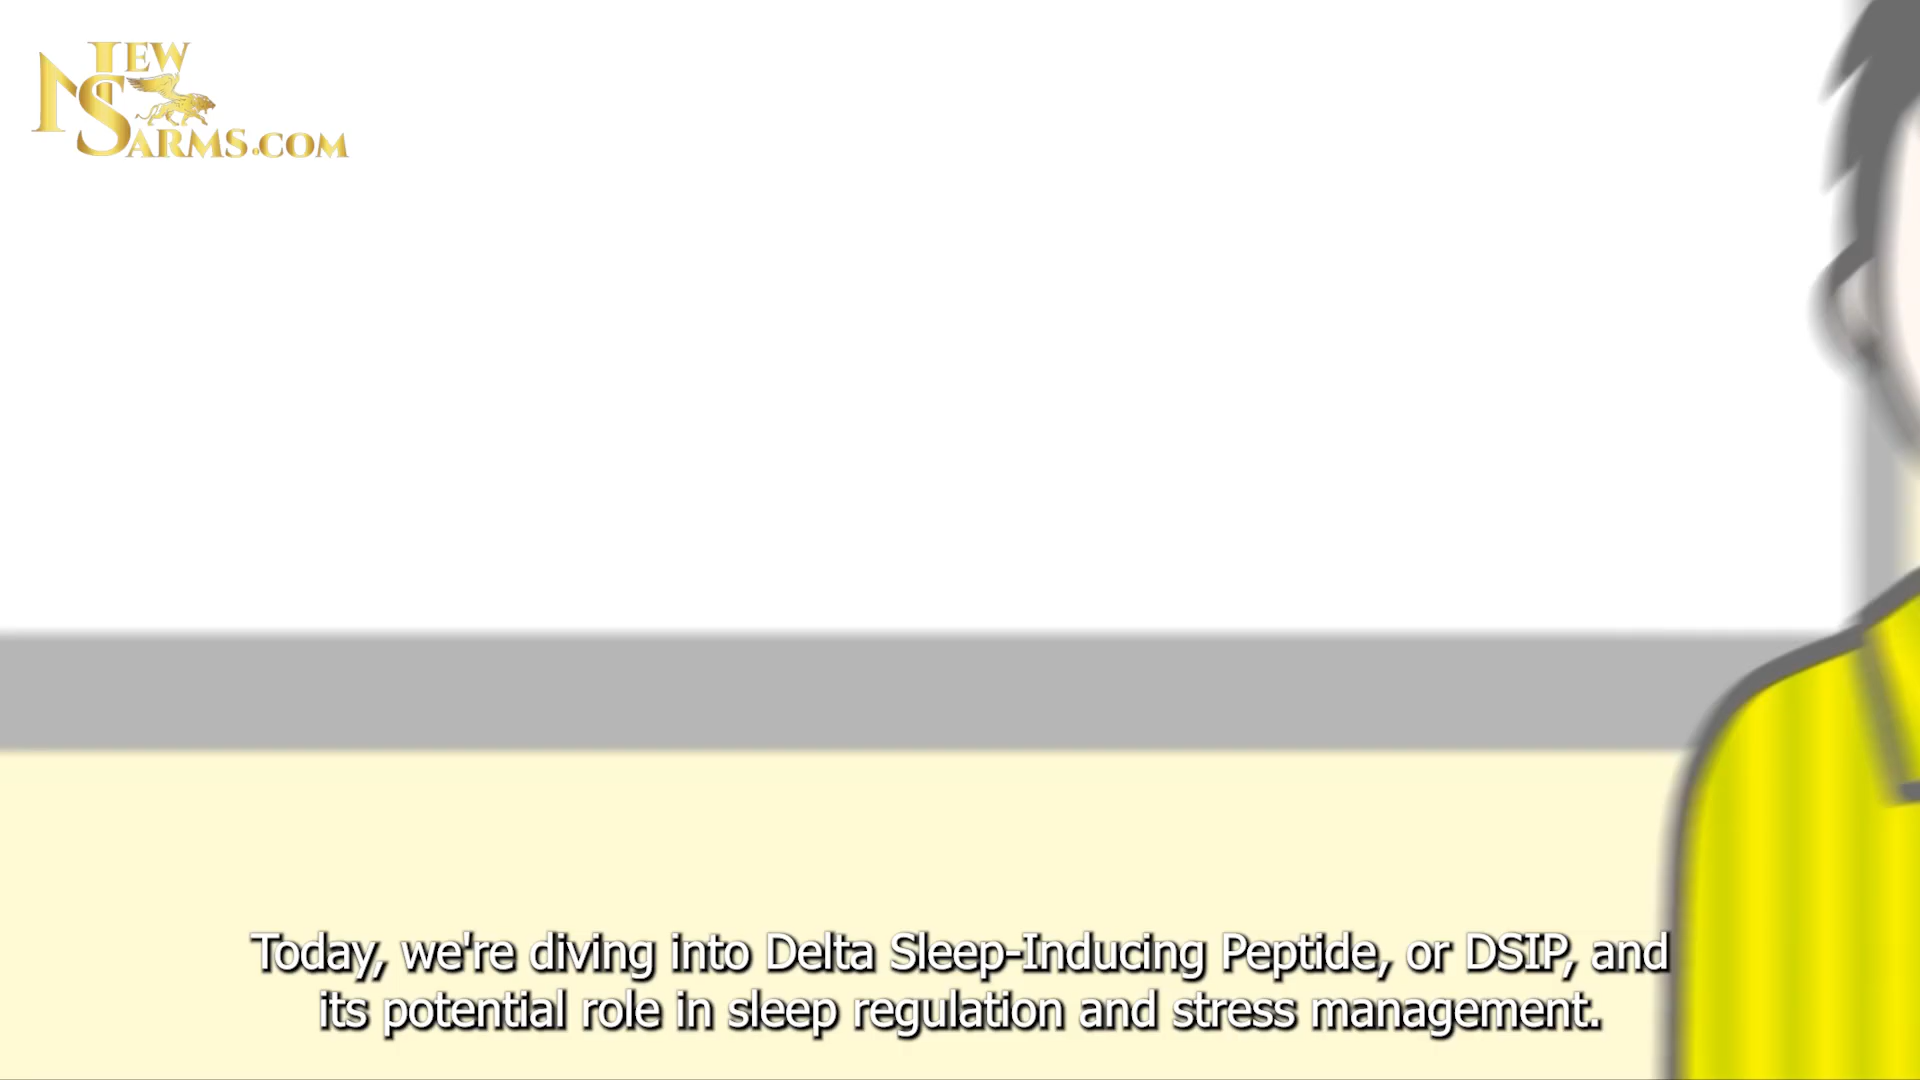 NEW
SARMS.COM
Today, we're diving into Delta Sleep-Inducing Peptide, or DSIP, and
its potential role in sleep regulation and stress management.